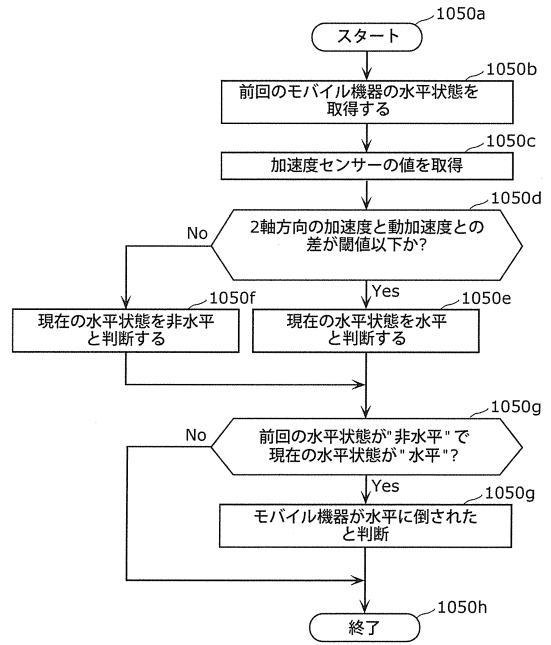 1050a
スタート
1050b
前回のモバイル機器の水平状態を
取得する
1050c
加速度センサーの値を取得
1050d
2軸方向の加速度と動加速度との
差が閾値以下か?
No
Yes
1050f
現在の水平状態を非水平
と判断する
1050e
現在の水平状態を水平
と判断する
1050g
前回の水平状態が"非水平"で
現在の水平状態が"水平"?
No
Yes
1050g
モバイル機器が水平に倒された
と判断
1050h
終了